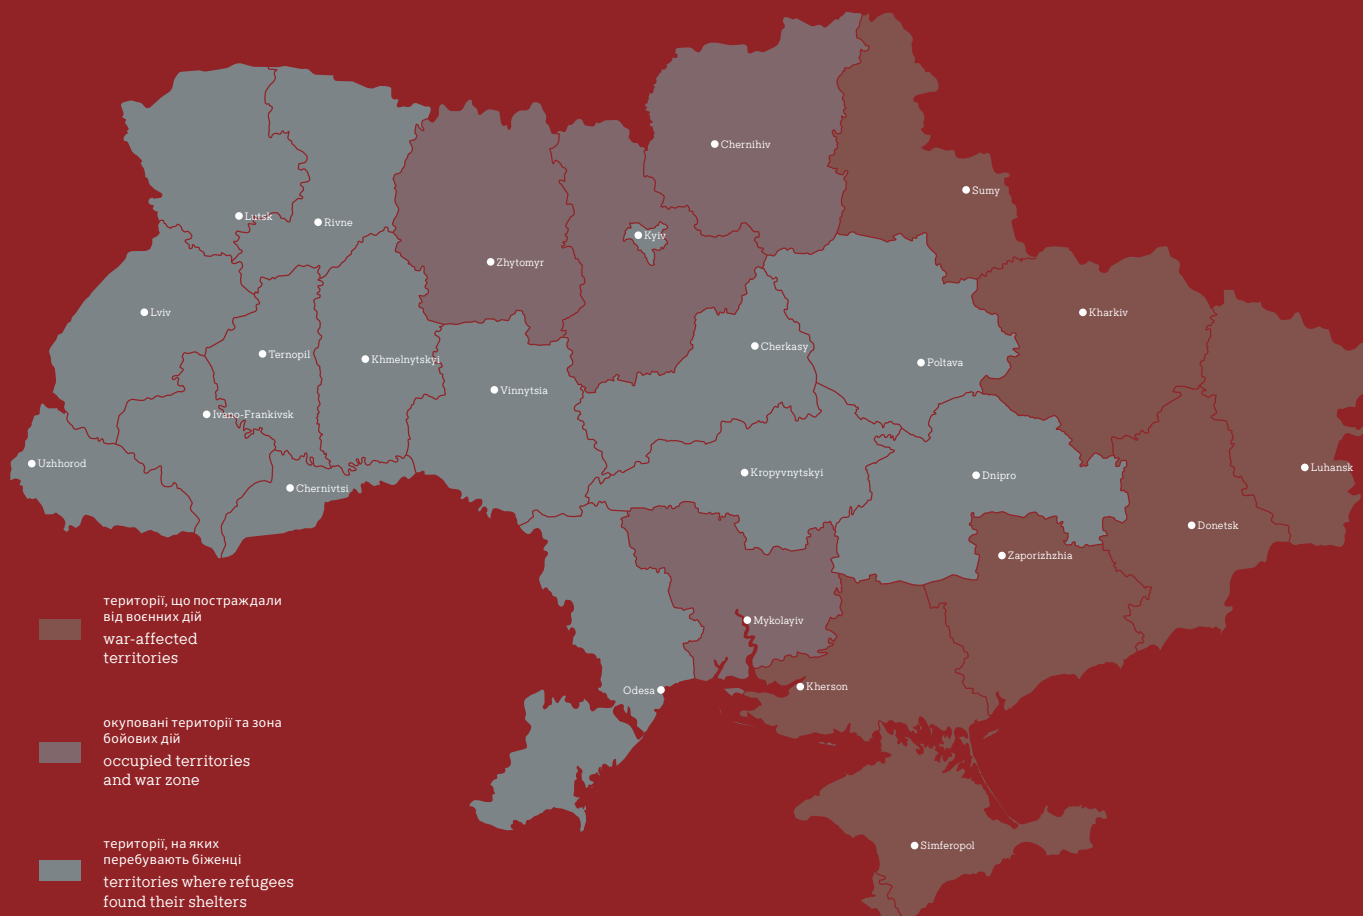 Chernihiv
Sumy
Lutsk
Rivne
Kyiv
Zhytomyr
Lviv
Kharkiv
Ternopil
Khmelnytskyi
Cherkasy
Poltava
Vinnytsia
Ivano-Frankivsk
Uzhhorod
Kropyvnytskyi
Dnipro
Luhansk
Chernivtsi
Donetsk
Zaporizhzhia
Mykolayiv
Kherson
Odesa
Simferopol
території, що постраждали
від воєнних дій
war-affected
territories
окуповані території та зона
бойових дій
occupied territories
and war zone
території, на яких
перебувають біженці
territories where refugees
found their shelters